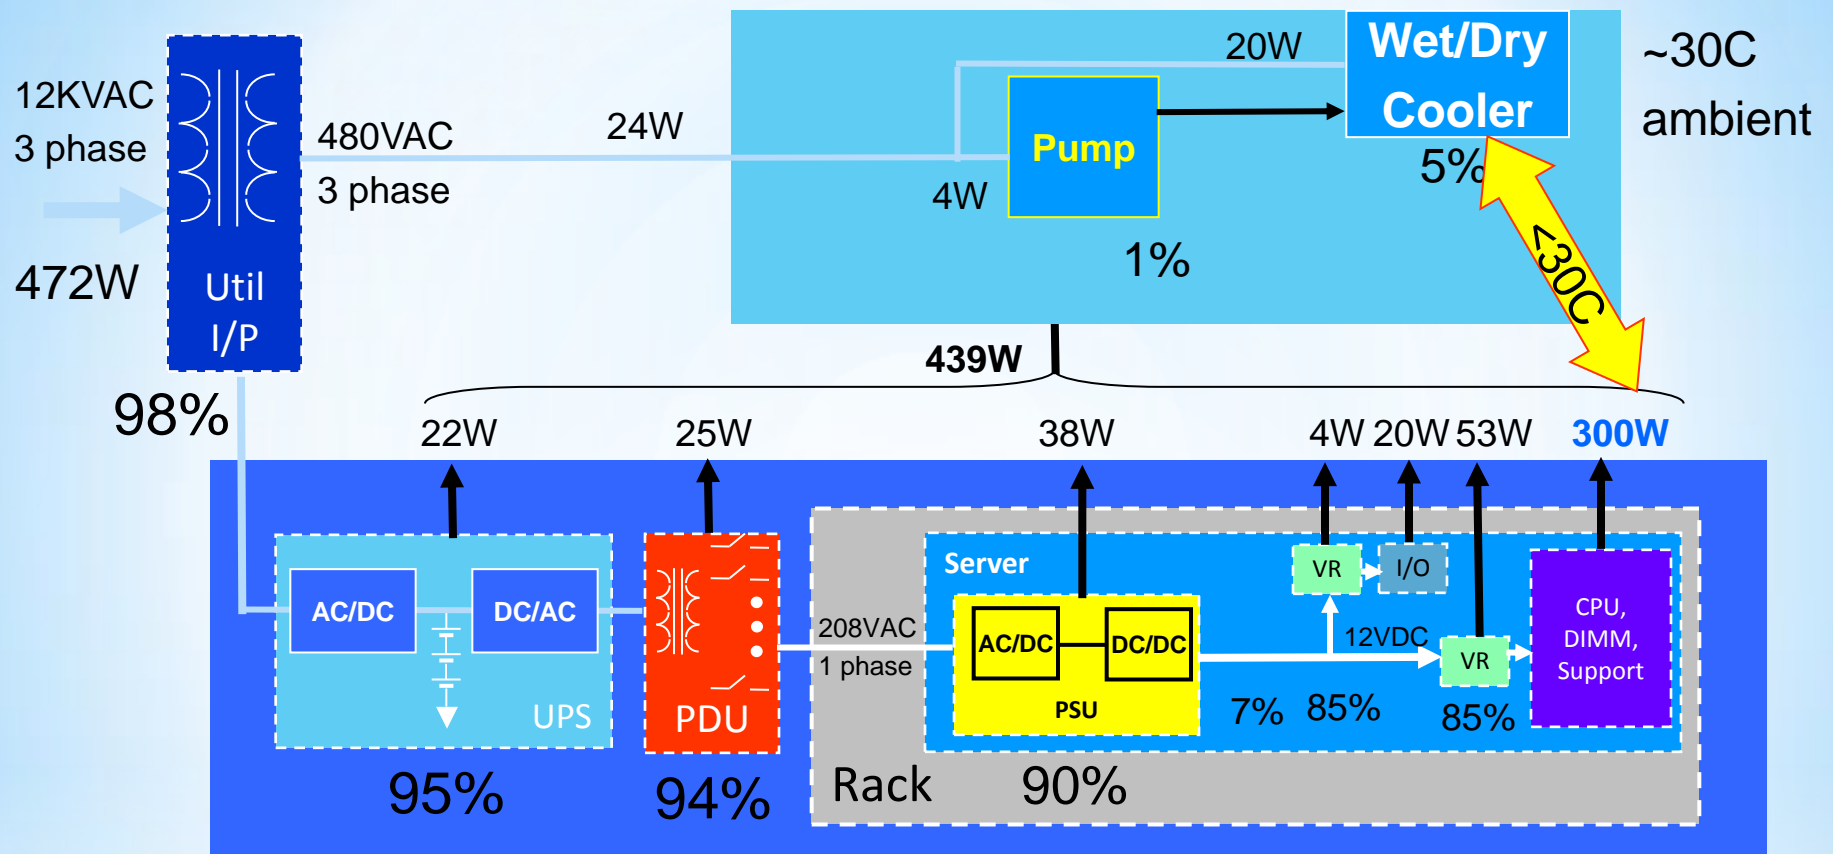 12KVAC
3 phase
472W
Util
I/P
98%
480VAC
3 phase
24W
20W
4W
Pump
1%
Wet/Dry
Cooler
5%
~30C
ambient
<30C
439W
22W
25W
38W
4W
20W
53W
300W
AC/DC
DC/AC
UPS
95%
PDU
94%
208VAC
1 phase
Rack
Server
AC/DC
DC/DC
PSU
90%
VR
I/O
12VDC
7%
85%
VR
85%
CPU,
DIMM,
Support